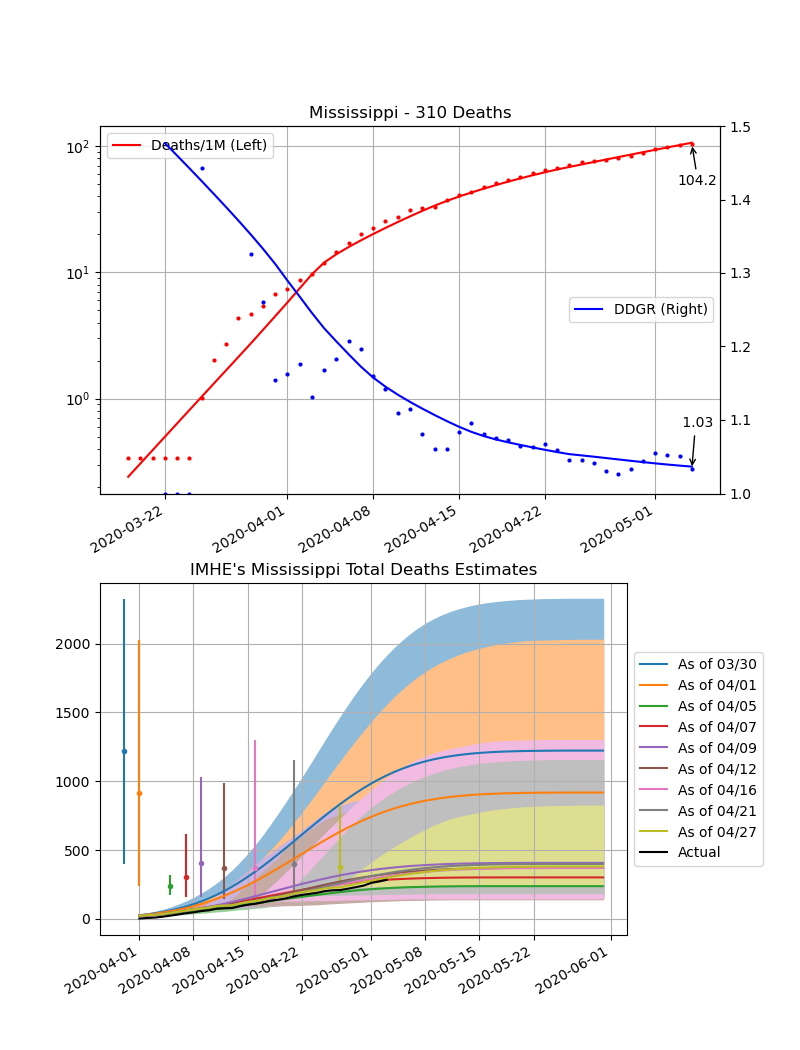 Mississippi - 310 Deaths
Deaths/1M (Left)
DDGR (Right)
10²
10¹
10⁰
1.5
1.4
1.3
1.2
1.1
1.0
104.2
1.03
2020-03-22
2020-04-01
2020-04-08
2020-04-15
2020-04-22
2020-05-01
IMHE's Mississippi Total Deaths Estimates
2000
1500
1000
500
0
2020-04-01
2020-04-08
2020-04-15
2020-04-22
2020-05-01
2020-05-08
2020-05-15
2020-05-22
2020-06-01
As of 03/30
As of 04/01
As of 04/05
As of 04/07
As of 04/09
As of 04/12
As of 04/16
As of 04/21
As of 04/27
Actual